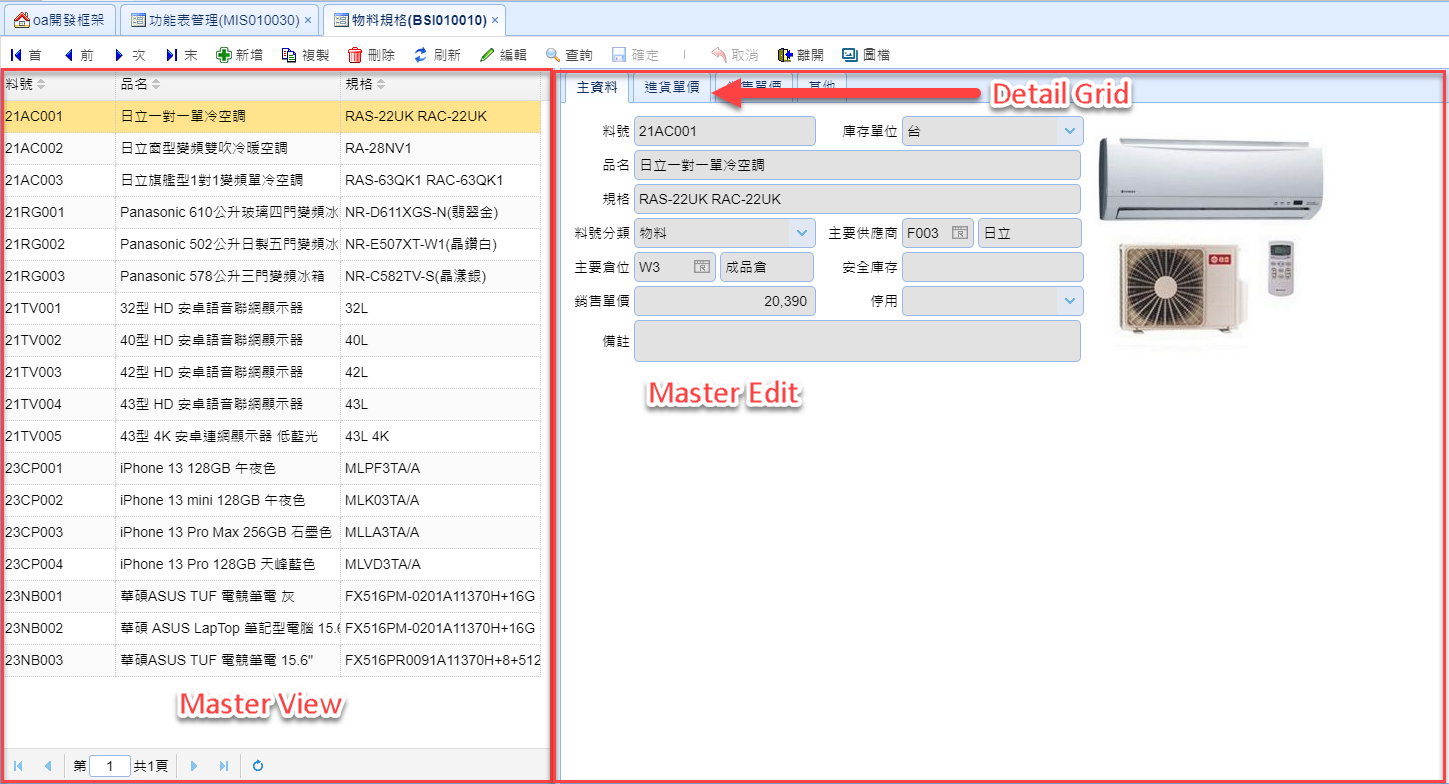 oa開發框架 功能表管理(MIS010030) × 物料規格(BSI010010) ×
首 前 次 末 新增 複製 刪除 刷新 編輯 查詢 確定 取消 離開 圖檔
料號 品名 規格
21AC001 日立一對一單冷空調 RAS-22UK RAC-22UK
21AC002 日立窗型變頻雙吹冷暖空調 RA-28NV1
21AC003 日立旗艦型1對1變頻單冷空調 RAS-63QK1 RAC-63QK1
21RG001 Panasonic 610公升玻璃四門變頻冰 NR-D611XGS-N(翡翠金)
21RG002 Panasonic 502公升日製五門變頻冰 NR-E507XT-W1(晶鑽白)
21RG003 Panasonic 578公升三門變頻冰箱 NR-C582TV-S(晶漾銀)
21TV001 32型 HD 安卓語音聯網顯示器 32L
21TV002 40型 HD 安卓語音聯網顯示器 40L
21TV003 42型 HD 安卓語音聯網顯示器 42L
21TV004 43型 HD 安卓語音聯網顯示器 43L
21TV005 43型 4K 安卓連網顯示器 低藍光 43L 4K
23CP001 iPhone 13 128GB 午夜色 MLPF3TA/A
23CP002 iPhone 13 mini 128GB 午夜色 MLK03TA/A
23CP003 iPhone 13 Pro Max 256GB 石墨色 MLLA3TA/A
23CP004 iPhone 13 Pro 128GB 天峰藍色 MLVD3TA/A
23NB001 華碩ASUS TUF 電競筆電 灰 FX516PM-0201A11370H+16G
23NB002 華碩 ASUS LapTop 筆記型電腦 15.6 FX516PM-0201A11370H+16G
23NB003 華碩ASUS TUF 電競筆電 15.6" FX516PR0091A11370H+8+512
Master View
第 1 共1頁
主資料 進貨單價 售單價 其他
Detail Grid
料號 21AC001 庫存單位 台
品名 日立一對一單冷空調
規格 RAS-22UK RAC-22UK
料號分類 物料 主要供應商 F003 R 日立
主要倉位 W3 R 成品倉 安全庫存
銷售單價 20,390 停用
備註
Master Edit